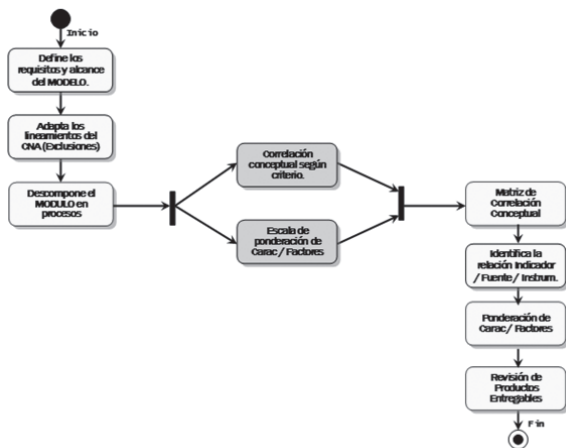 Inicio
Define los
requisitos y alcance
del MODELO.
Adapta los
lineamientos del
CNA (Exclusiones)
Descompone el
MODULO en
procesos
Correlación
conceptual según
criterio.
Escala de
ponderación de
Carac / Factores
Matriz de
Correlación
Conceptual
Identifica la
relación Indicador
/ Fuente / Instrum.
Ponderación de
Carac / Factores
Revisión de
Productos
Entregables
Fin